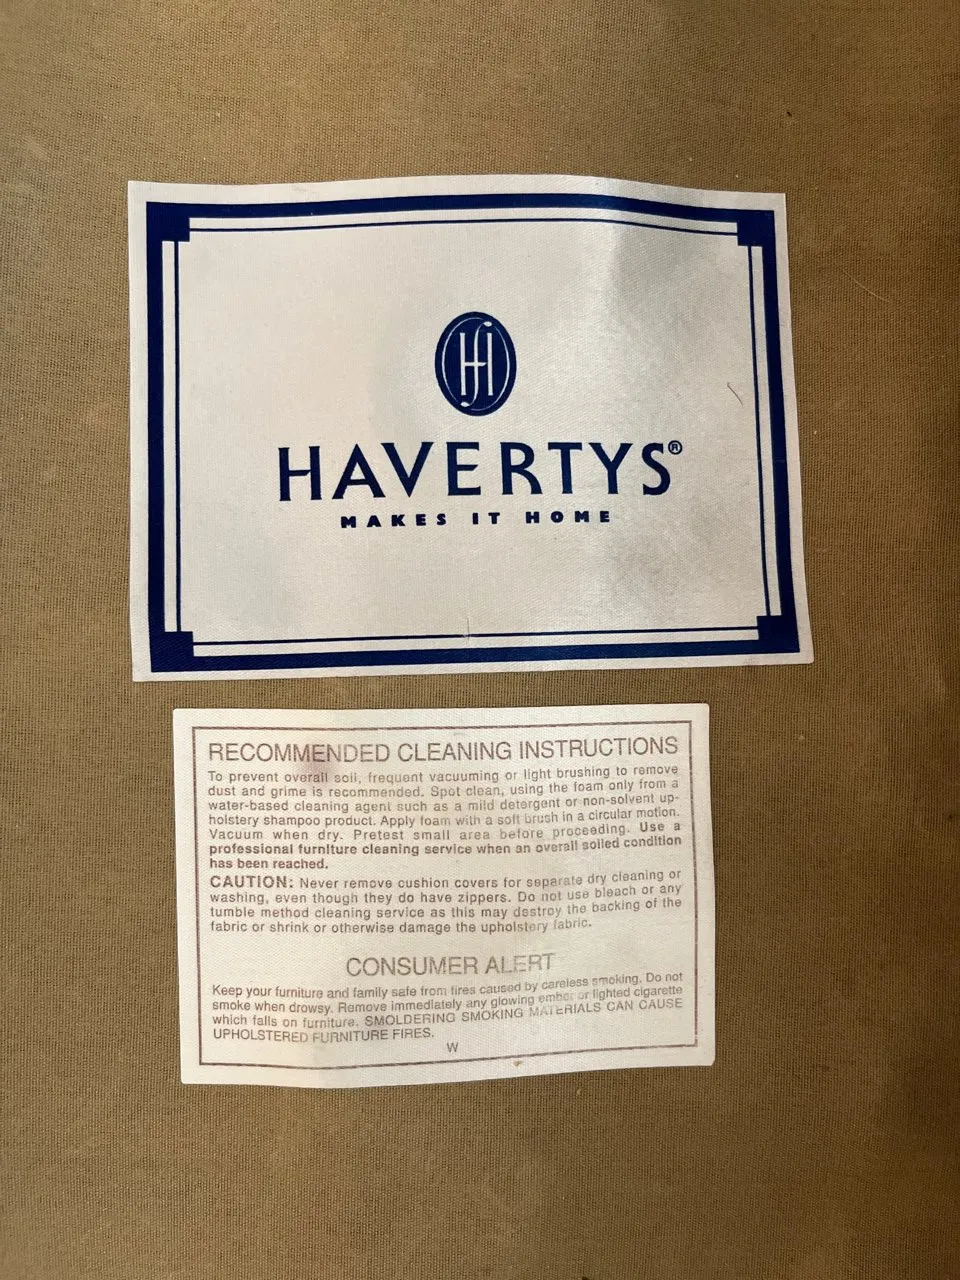 HF
HAVERTYS®
MAKES IT HOME
RECOMMENDED CLEANING INSTRUCTIONS
To prevent overall soil, frequent vacuuming or light brushing to remove
dust and grime is recommended. Spot clean, using the foam only from a
water-based cleaning agent such as a mild detergent or non-solvent up-
holstery shampoo product. Apply foam with a soft brush in a circular motion.
Vacuum when dry. Pretest small area before proceeding. Use a
professional furniture cleaning service when an overall soiled condition
has been reached.
CAUTION: Never remove cushion covers for separate dry cleaning or
washing, even though they do have zippers. Do not use bleach or any
tumble method cleaning service as this may destroy the backing of the
fabric or shrink or otherwise damage the upholstery fabric.
CONSUMER ALERT
Keep your furniture and family safe from fires caused by careless smoking. Do not
smoke when drowsy. Remove immediately any glowing ember or lighted cigarette
which falls on furniture. SMOLDERING SMOKING MATERIALS CAN CAUSE
UPHOLSTERED FURNITURE FIRES.
W